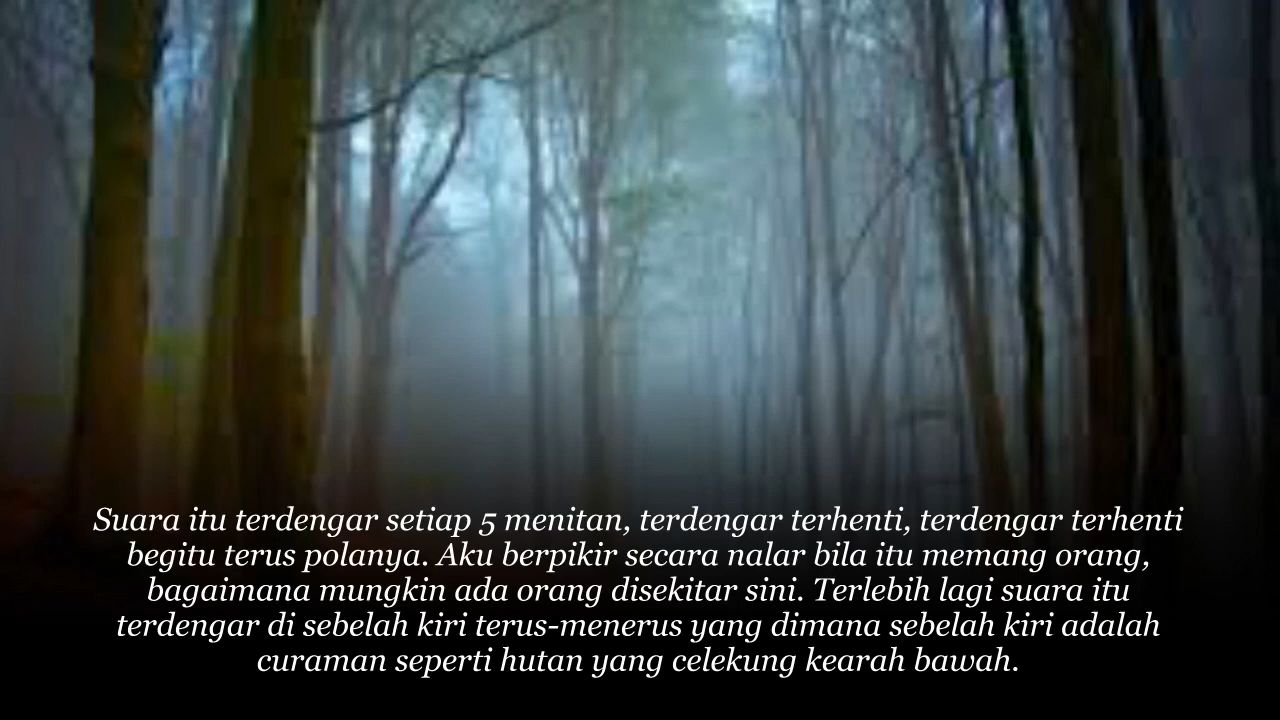 Suara itu terdengar setiap 5 menitan, terdengar terhenti, terdengar terhenti
begitu terus polanya. Aku berpikir secara nalar bila itu memang orang,
bagaimana mungkin ada orang disekitar sini. Terlebih lagi suara itu
terdengar di sebelah kiri terus-menerus yang dimana sebelah kiri adalah
curaman seperti hutan yang celekung kearah bawah.